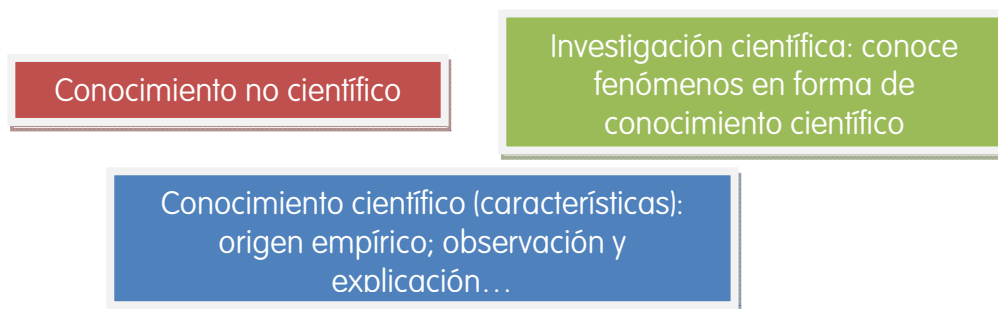 Conocimiento no científico
Investigación científica: conoce
fenómenos en forma de
conocimiento científico
Conocimiento científico (características):
origen empírico; observación y
explicación…